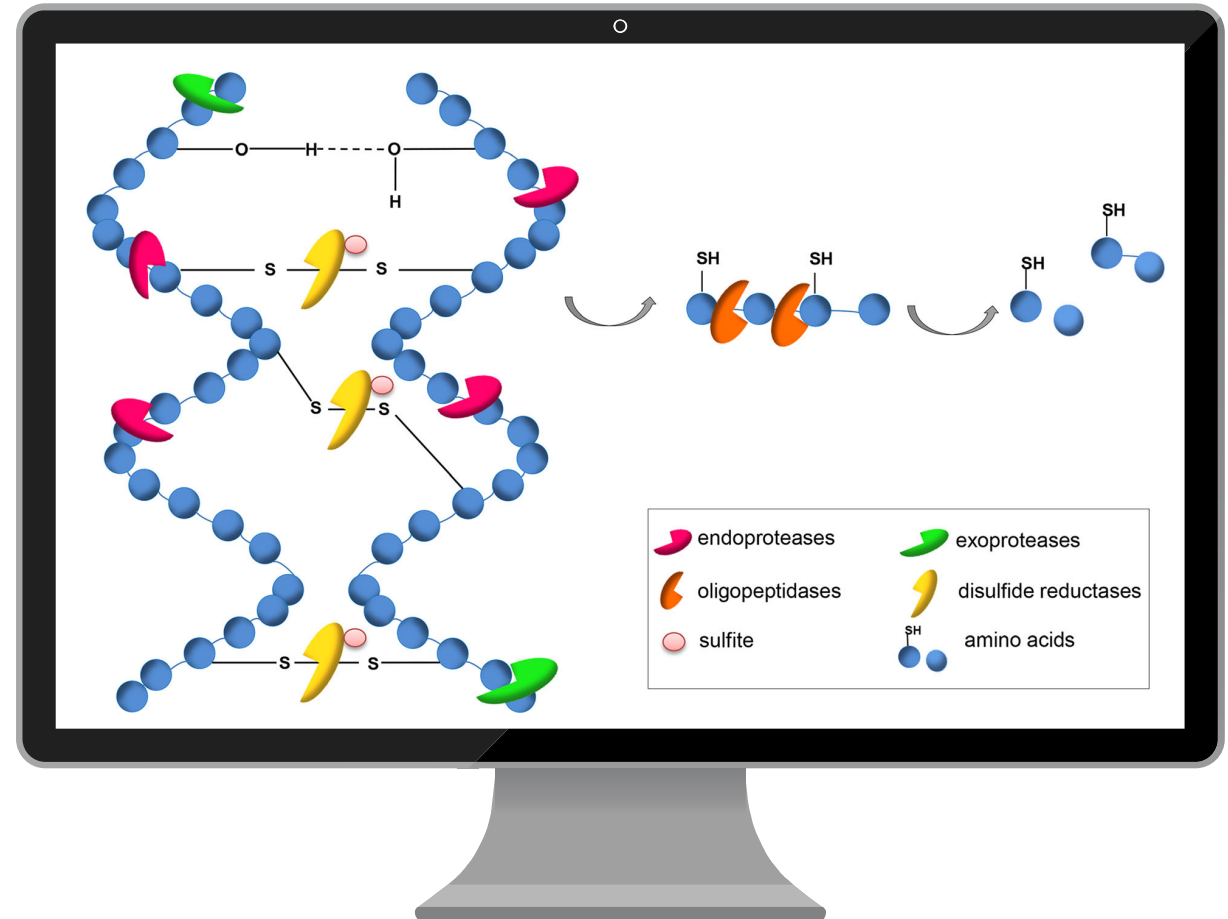 O H O
H
S S
S S
S S
SH SH
SH
SH
endoproteases
exoproteases
oligopeptidases
disulfide reductases
sulfite
SH
amino acids